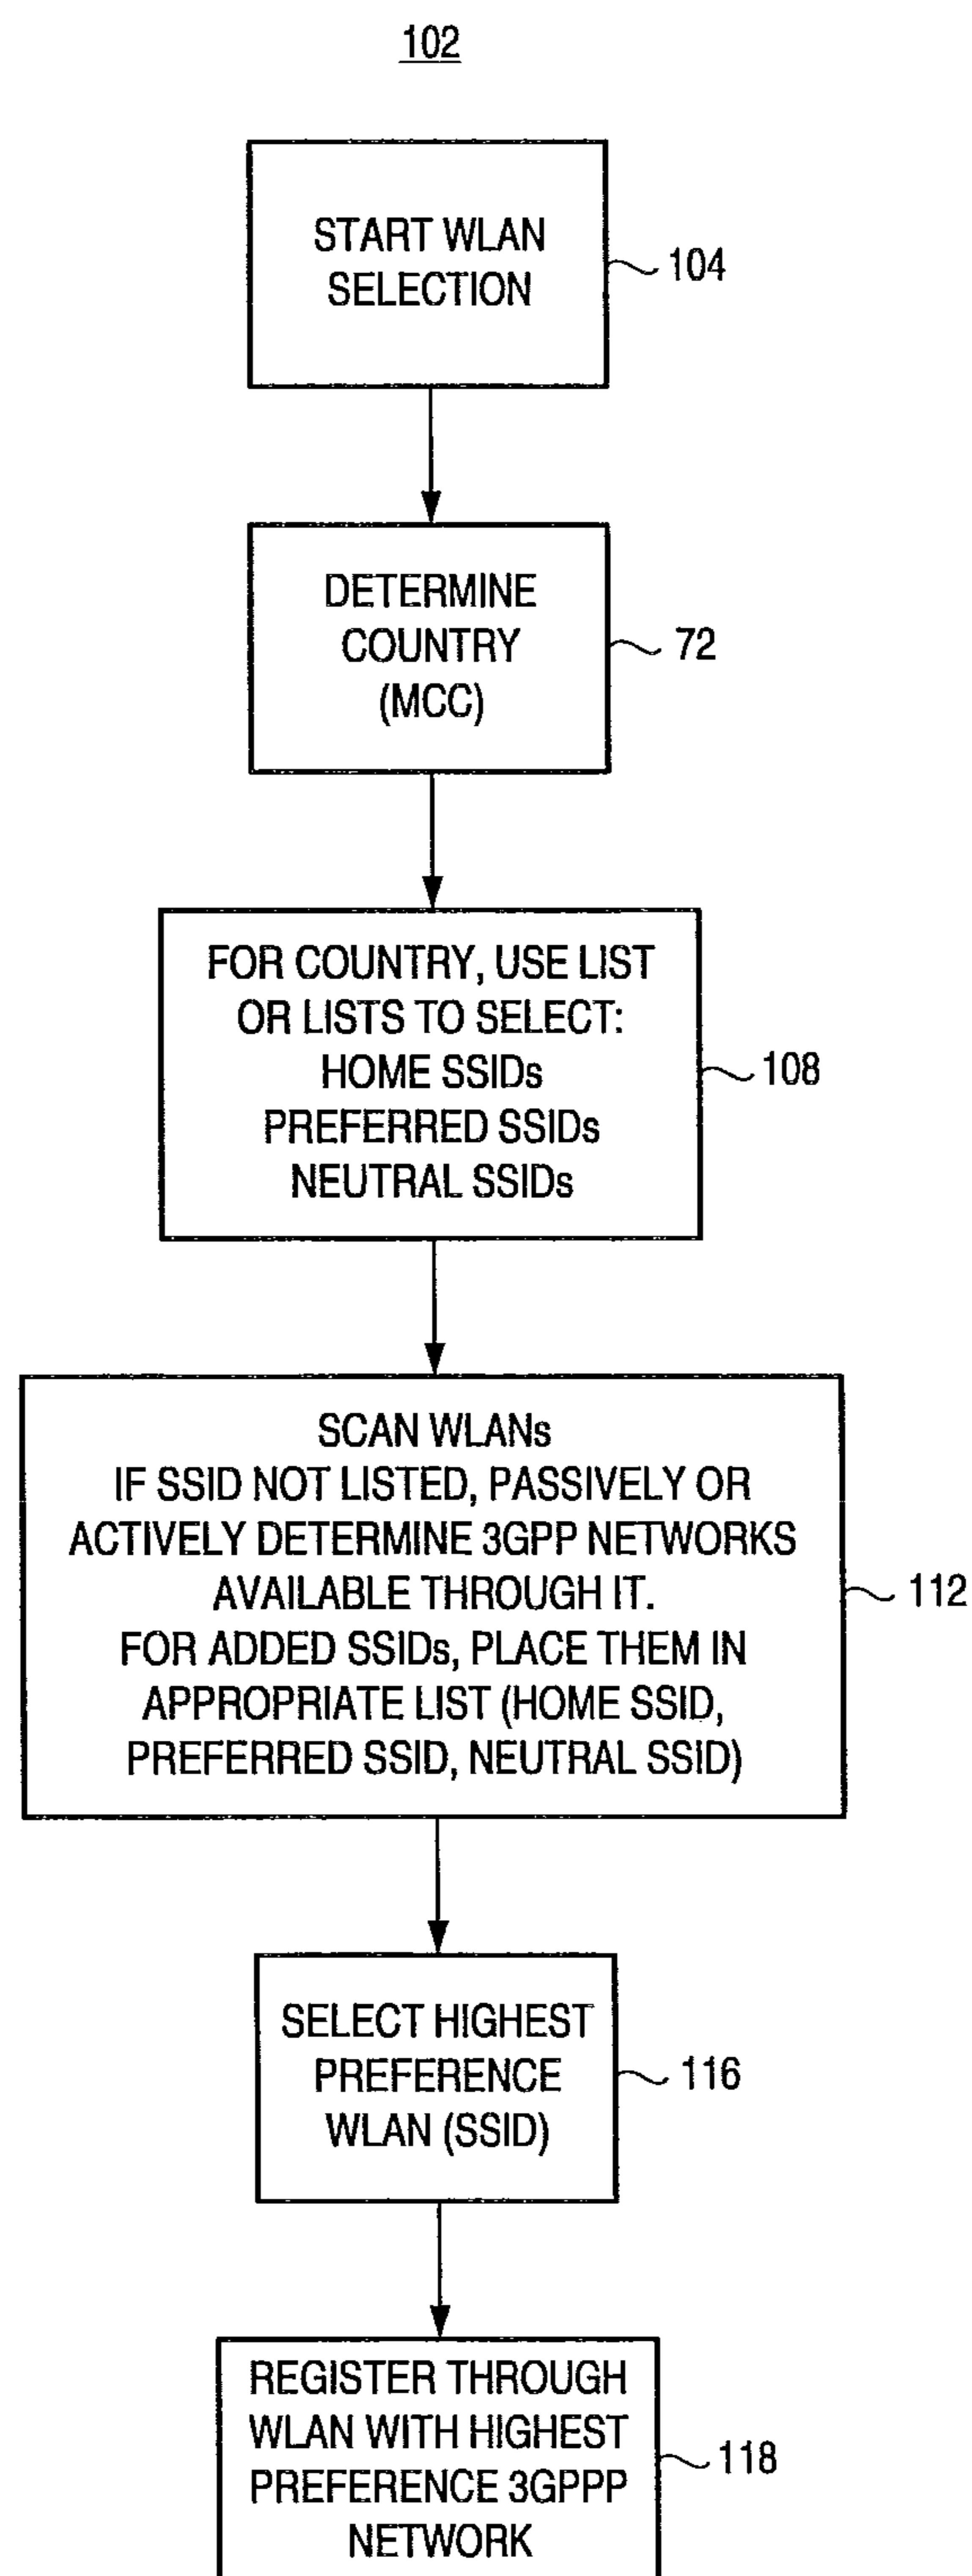 102
START WLAN
SELECTION
104
DETERMINE
COUNTRY
(MCC)
72
FOR COUNTRY, USE LIST
OR LISTS TO SELECT:
HOME SSIDs
PREFERRED SSIDs
NEUTRAL SSIDs
108
SCAN WLANs
IF SSID NOT LISTED, PASSIVELY OR
ACTIVELY DETERMINE 3GPP NETWORKS
AVAILABLE THROUGH IT.
FOR ADDED SSIDs, PLACE THEM IN
APPROPRIATE LIST (HOME SSID,
PREFERRED SSID, NEUTRAL SSID)
112
SELECT HIGHEST
PREFERENCE
WLAN (SSID)
116
REGISTER THROUGH
WLAN WITH HIGHEST
PREFERENCE 3GPPP
NETWORK
118